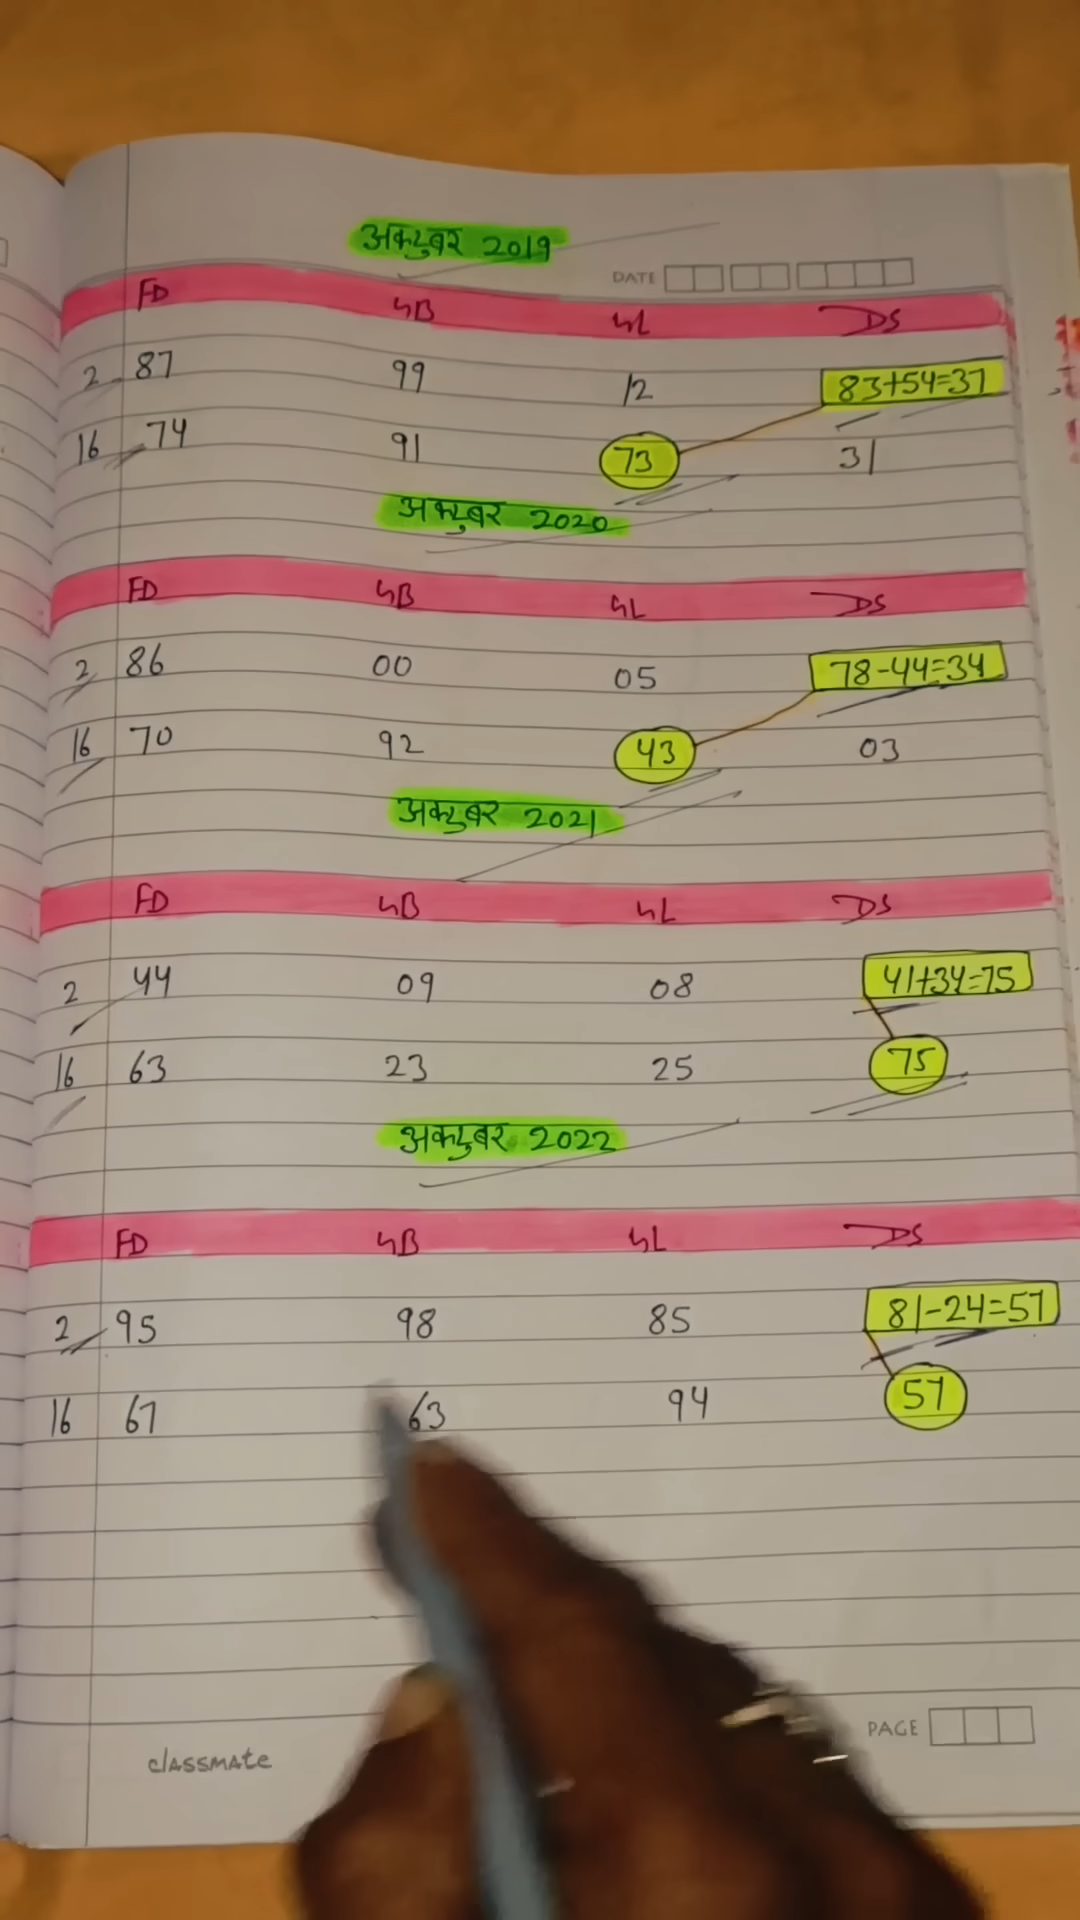 अक्टुबर 2019
DATE
FD GB GL DS
2 87 99 12 83+54=37
16 74 91 73 31
अक्टुबर 2020
FD GB GL DS
2 86 00 05 78-44=34
16 70 92 43 03
अक्टुबर 2021
FD GB GL DS
2 44 09 08 41+34=75
16 63 23 25 75
अक्टुबर 2022
FD GB GL DS
2 95 98 85 81-24=57
16 67 63 94 57
PAGE
classmate